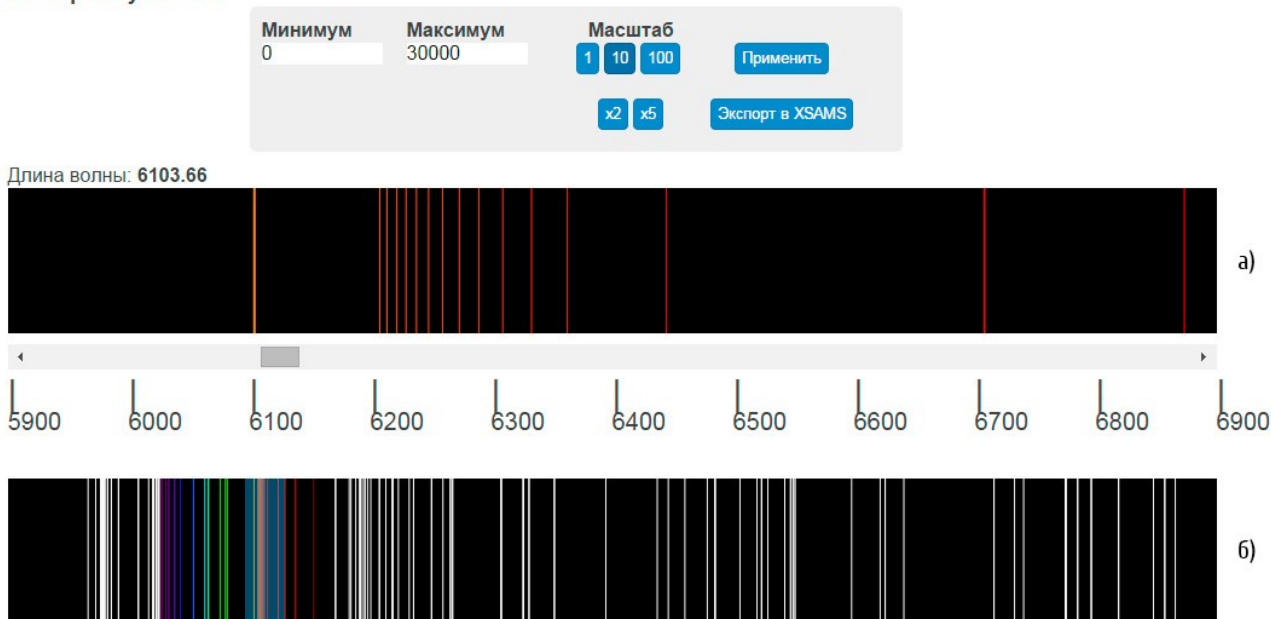 Минимум Максимум Масштаб
0 30000 1 10 100 Применить
x2 x5 Экспорт в XSAMS
Длина волны: 6103.66
а)
5900 6000 6100 6200 6300 6400 6500 6600 6700 6800 6900
б)